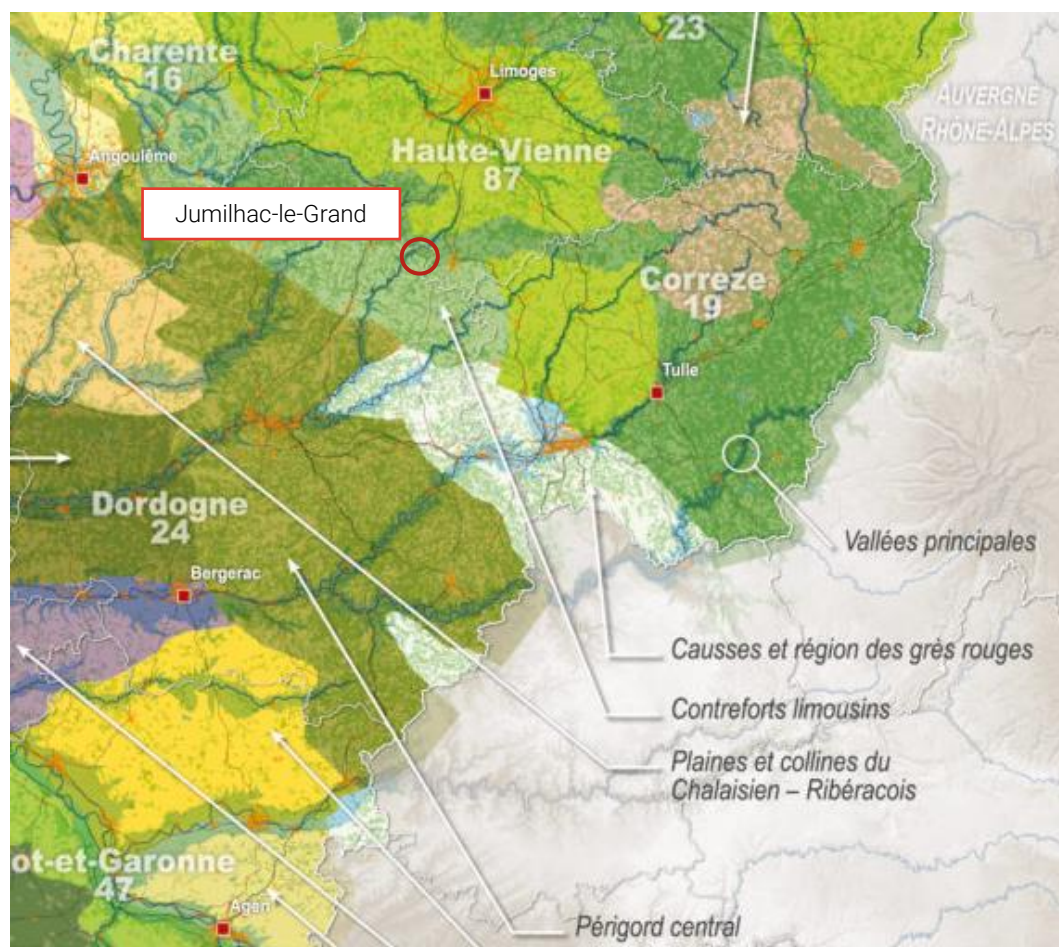 23
Charente
16
Limoges
AUVERGNE
RHÔNE-ALPES
Angoulême
Haute-Vienne
87
Jumilhac-le-Grand
Corrèze
19
Tulle
Dordogne
24
Vallées principales
Bergerac
Causses et région des grès rouges
Contreforts limousins
Plaines et collines du
Chalaisien – Ribéracois
ot-et-Garonne
47
Agen
Périgord central